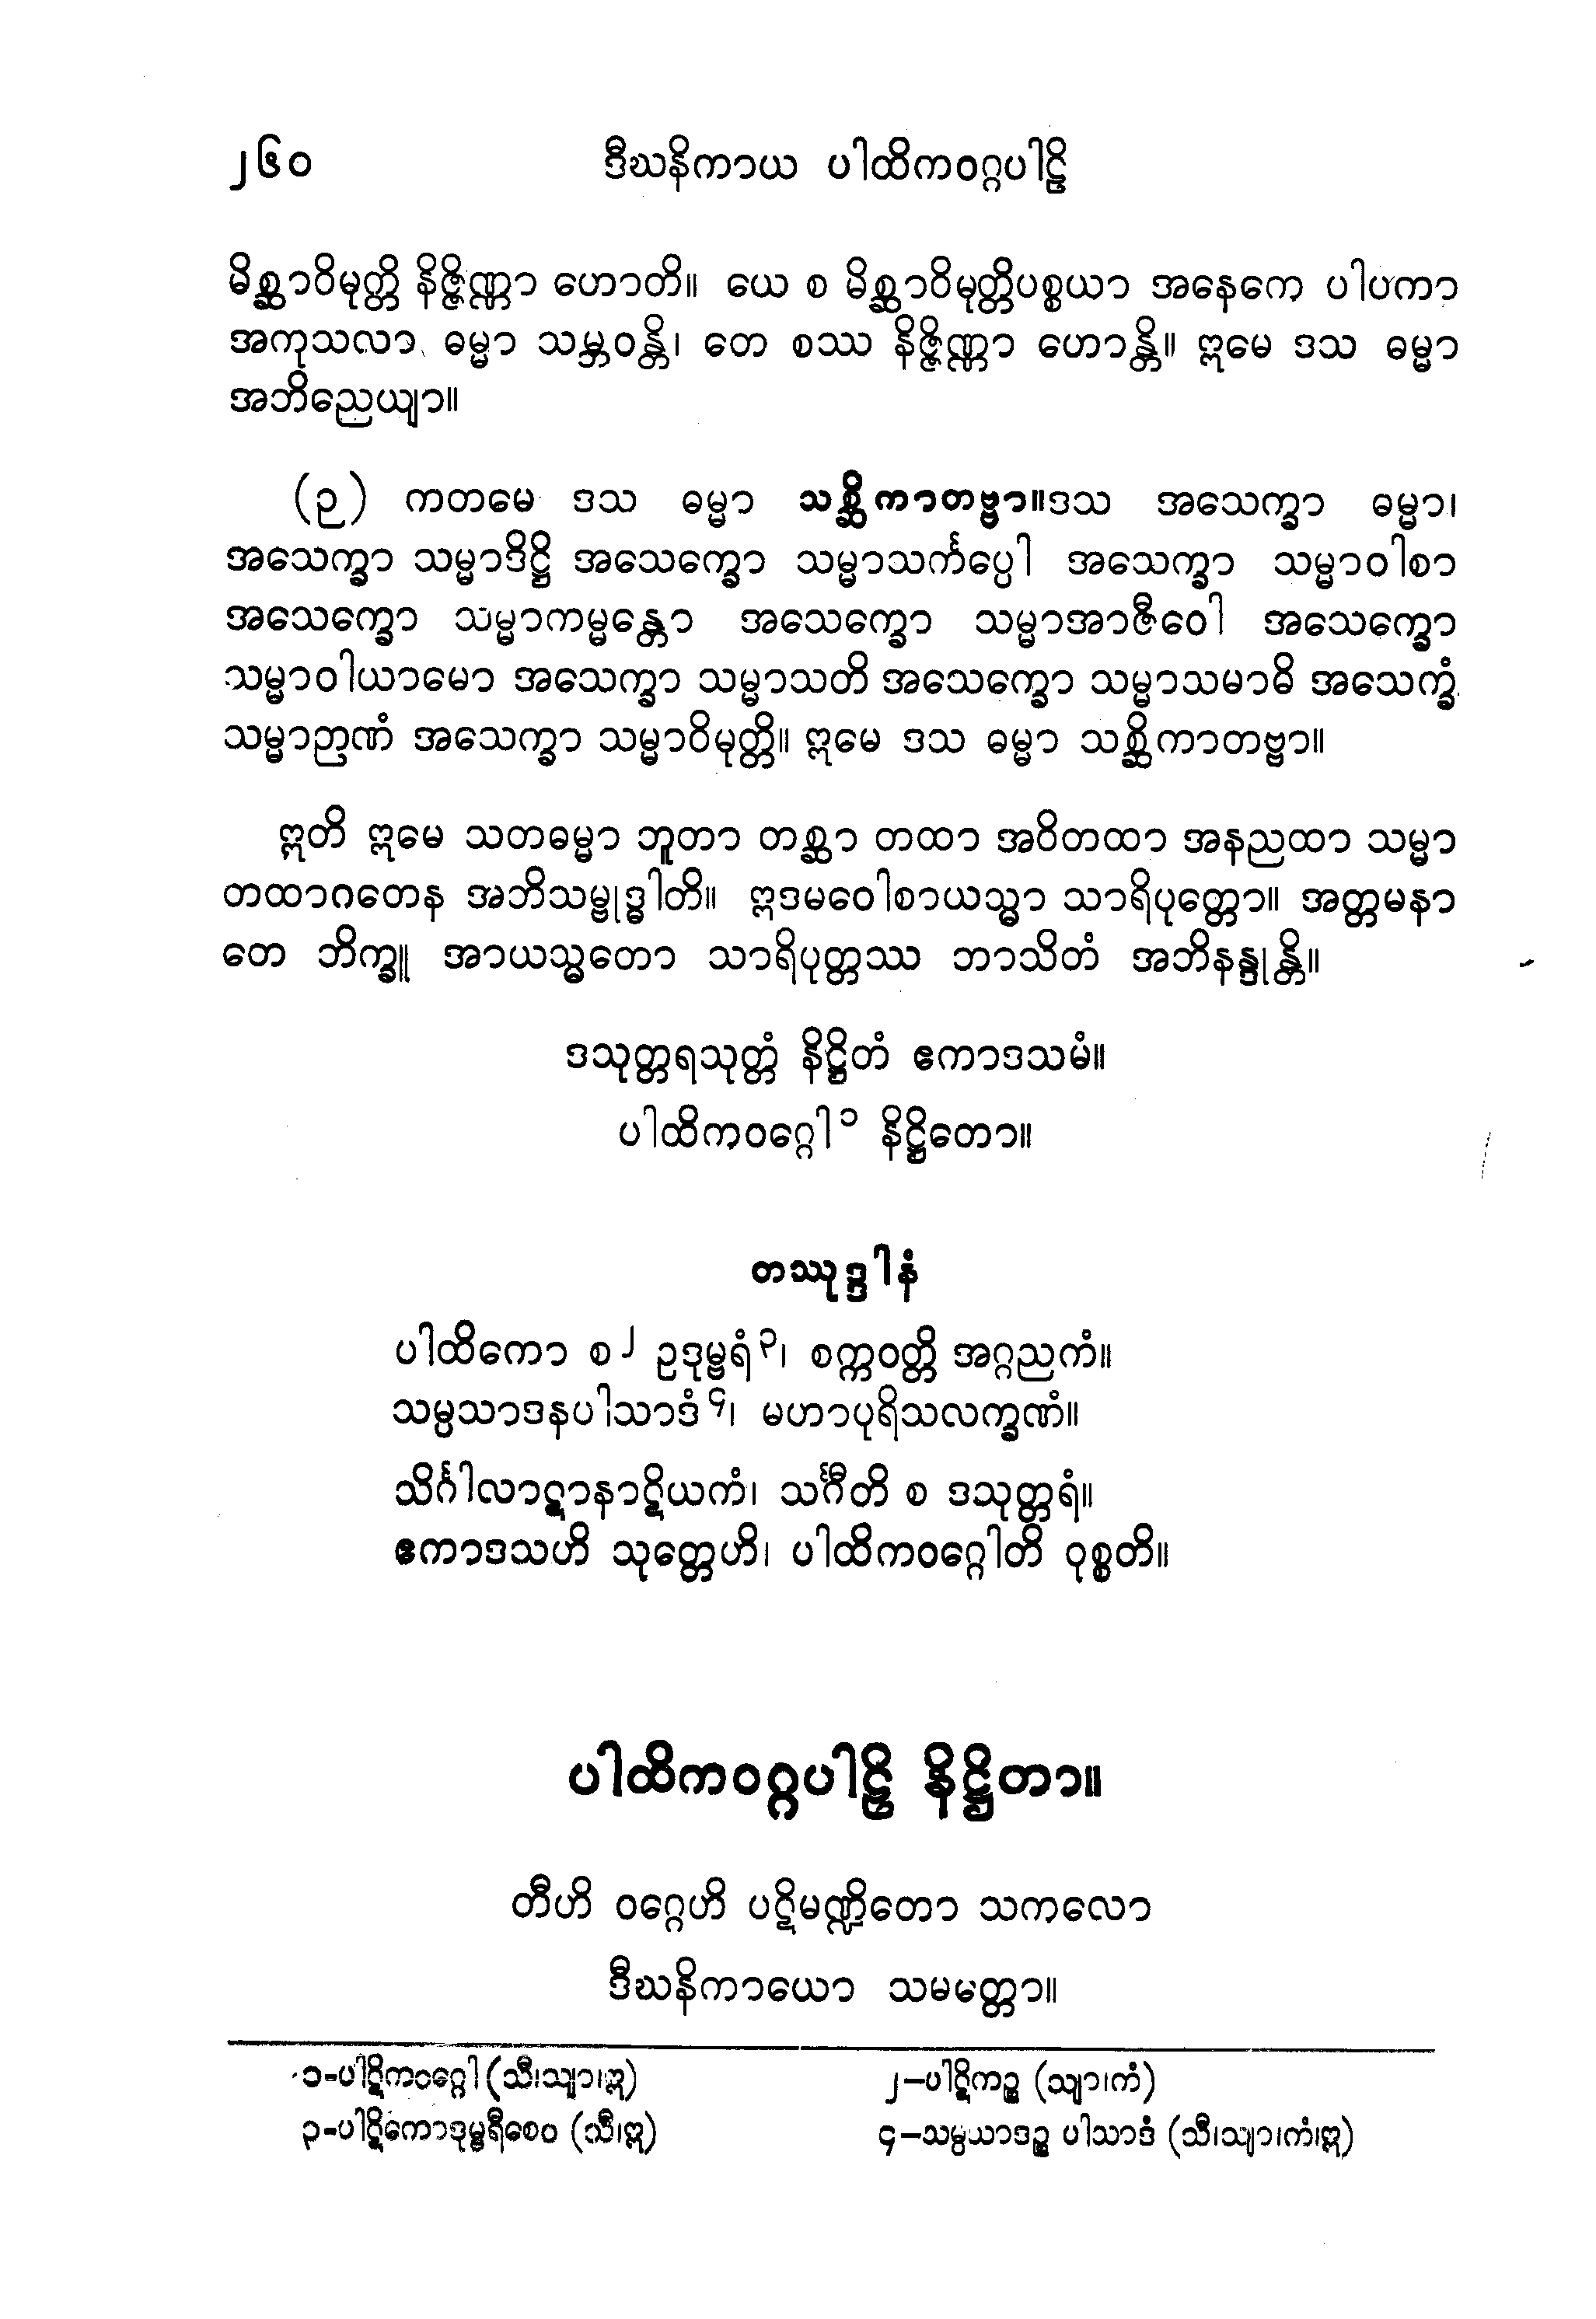 ၂၆၀ ဒီဃနိကာယ ပါထိကဝဂ္ဂပါဠိ
မိစ္ဆာဝိမုတ္တိ နိဇ္ဇိဏ္ဏာ ဟောတိ။ ယေ စ မိစ္ဆာဝိမုတ္တိပစ္စယာ အနေကေ ပါပကာ
အကုသလာ ဓမ္မာ သမ္ဘဝန္တိ၊ တေ စဿ နိဇ္ဇိဏ္ဏာ ဟောန္တိ။ ဣမေ ဒသ ဓမ္မာ
အဘိညေယျာ။
(ဉ) ကတမေ ဒသ ဓမ္မာ သစ္ဆိကာတဗ္ဗာ။ဒသ အသေက္ခာ ဓမ္မာ၊
အသေက္ခာ သမ္မာဒိဋ္ဌိ အသေက္ခော သမ္မာသင်္ကပ္ပေါ အသေက္ခာ သမ္မာဝါစာ
အသေက္ခော သမ္မာကမ္မန္တော အသေက္ခော သမ္မာအာဇီဝေါ အသေက္ခော
သမ္မာဝါယာမော အသေက္ခာ သမ္မာသတိ အသေက္ခော သမ္မာသမာဓိ အသေက္ခံ
သမ္မာဉာဏံ အသေက္ခာ သမ္မာဝိမုတ္တိ။ ဣမေ ဒသ ဓမ္မာ သစ္ဆိကာတဗ္ဗာ။
ဣတိ ဣမေ သတဓမ္မာ ဘူတာ တစ္ဆာ တထာ အဝိတထာ အနညထာ သမ္မာ
တထာဂတေန အဘိသမ္ဗုဒ္ဓါတိ။ ဣဒမဝေါစာယသ္မာ သာရိပုတ္တော။ အတ္တမနာ
တေ ဘိက္ခူ အာယသ္မတော သာရိပုတ္တဿ ဘာသိတံ အဘိနန္ဒုန္တိ။
ဒသုတ္တရသုတ္တံ နိဋ္ဌိတံ ဧကာဒသမံ။
ပါထိကဝဂ္ဂေါ၁ နိဋ္ဌိတော။
တဿုဒ္ဒါနံ
ပါထိကော စ၂ ဥဒုမ္ဗရံ၃၊ စက္ကဝတ္တိ အဂ္ဂညကံ။
သမ္ပသာဒနပါသာဒံ၄၊ မဟာပုရိသလက္ခဏံ။
သိင်္ဂါလာဋ္ဋာနာဋိယကံ၊ သင်္ဂီတိ စ ဒသုတ္တရံ။
ဧကာဒသဟိ သုတ္တေဟိ၊ ပါထိကဝဂ္ဂေါတိ ဝုစ္စတိ။
ပါထိကဝဂ္ဂပါဠိ နိဋ္ဌိတာ။
တီဟိ ဝဂ္ဂေဟိ ပဋိမဏ္ဍိတော သကလော
ဒီဃနိကာယော သမတ္တော။
၁-ပါဋိကဝဂ္ဂေါ (သီ၊သျာ၊ဣ) ၂-ပါဋိကဉ္စ (သျာ၊ကံ)
၃-ပါဋိကောဒုမ္ဗရီစေဝ (သီ၊ဣ) ၄-သမ္ပသာဒဉ္စ ပါသာဒံ (သီ၊သျာ၊ကံ၊ဣ)